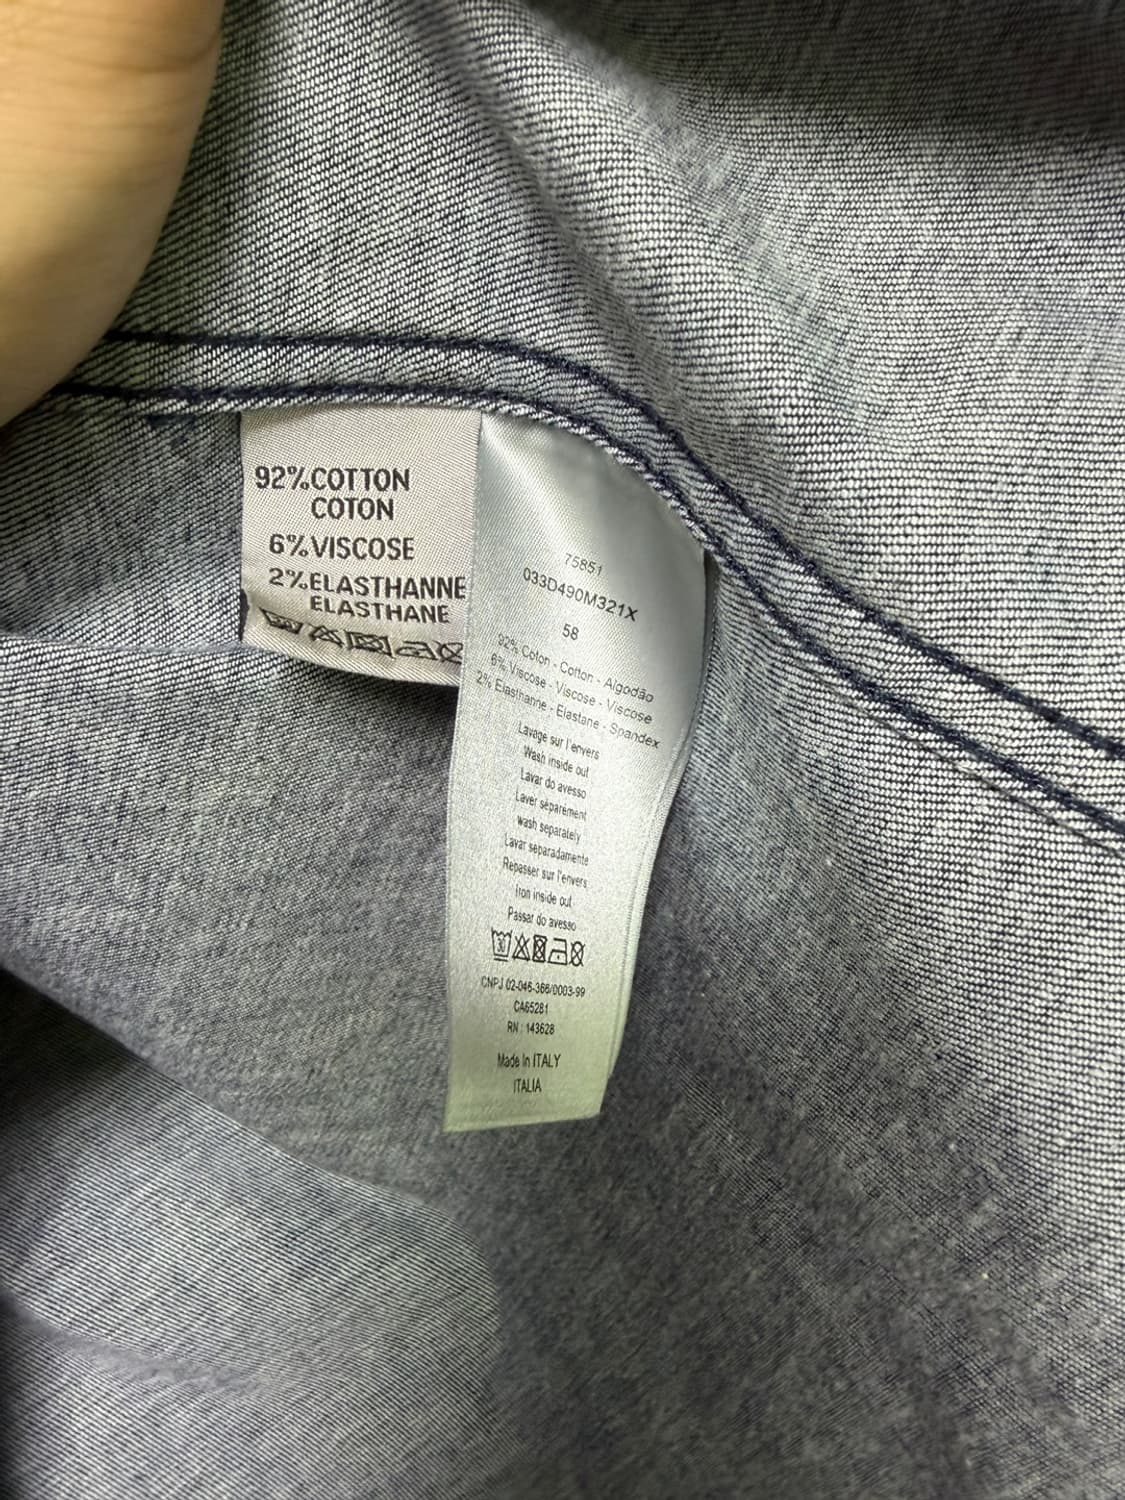 92%COTTON
COTON
6%VISCOSE
2%ELASTHANNE
ELASTHANE
75851
033D490M321X
58
92% Coton - Cotton - Algodão
6% Viscose - Viscose - Viscose
2% Elasthanne - Elastane - Spandex
Lavage sur l'envers
Wash inside out
Lavar do avesso
Laver séparément
wash separately
Lavar separadamente
Repasser sur l'envers
Iron inside out
Passar do avesso
30
CNPJ 02-046-366/0003-99
CA65281
RN : 143628
Made In ITALY
ITALIA